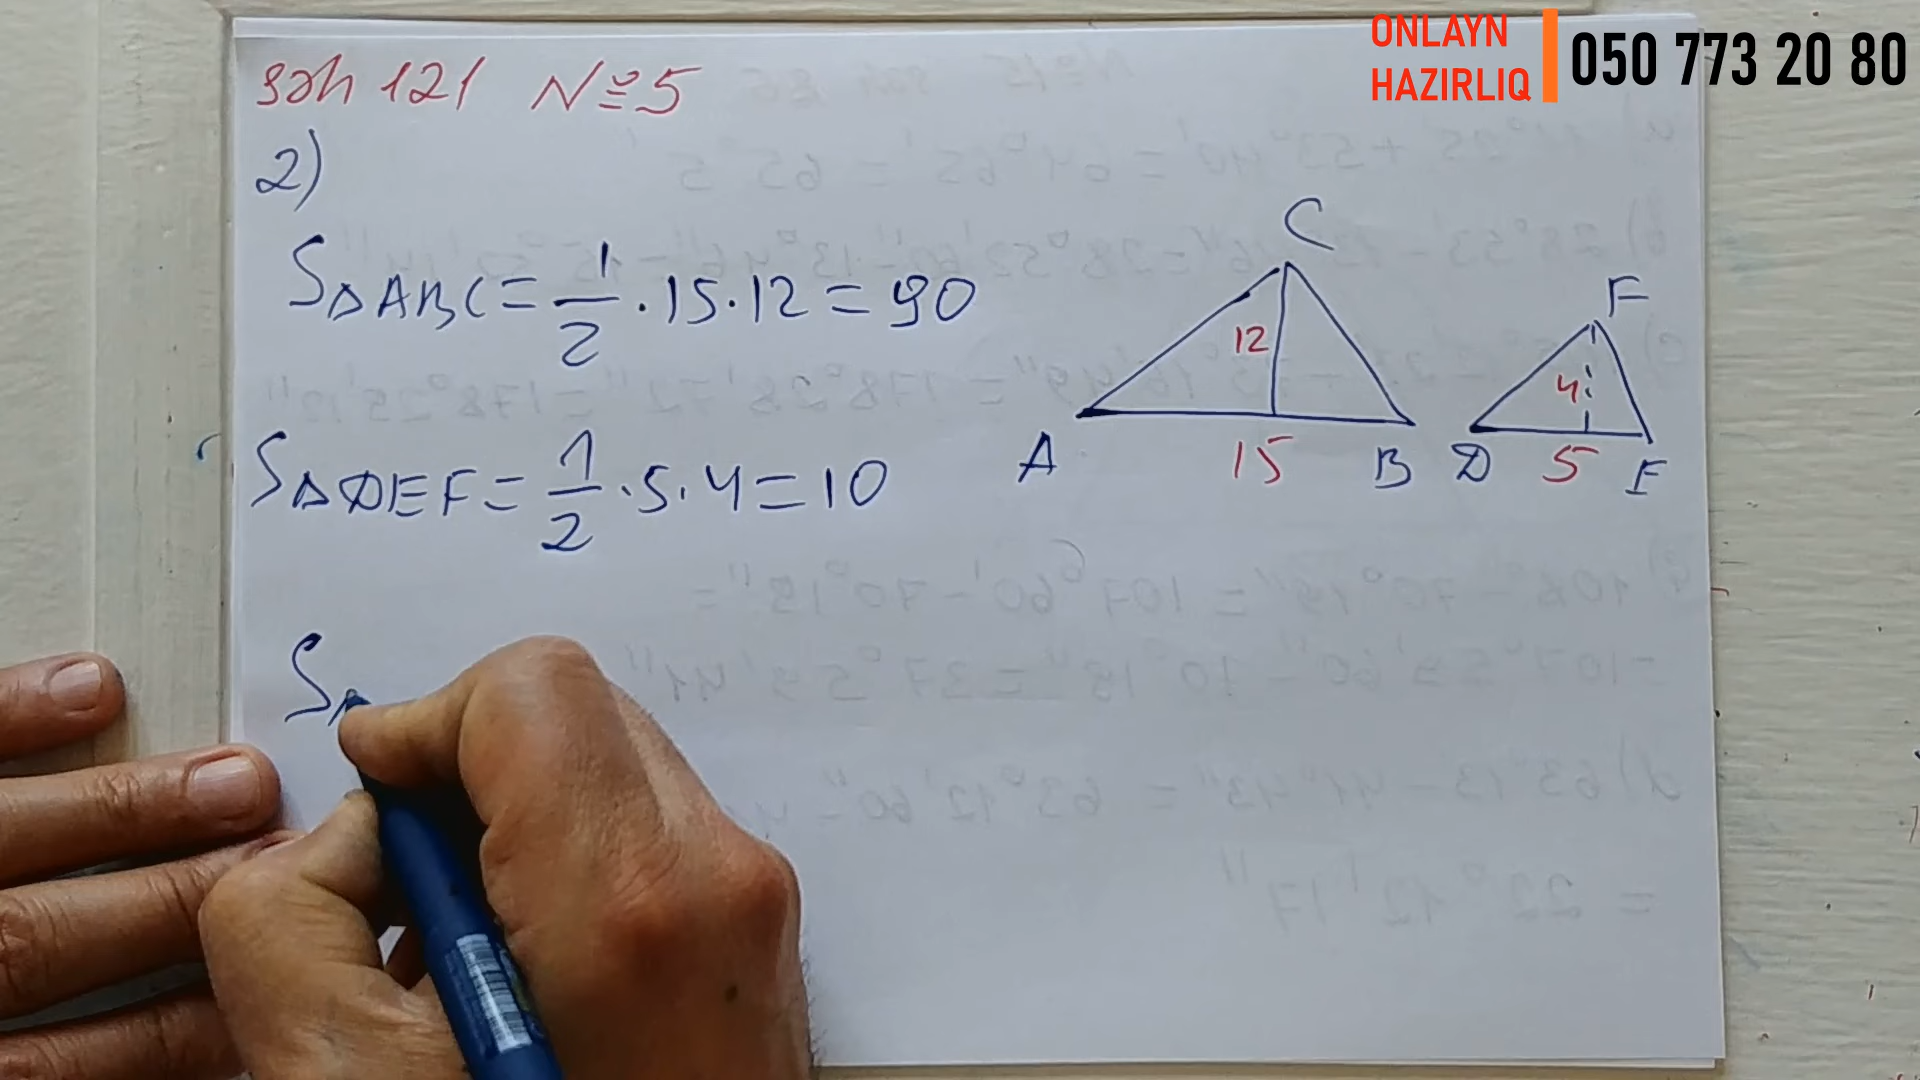 ONLAYN
HAZIRLIQ
050 773 20 80
səh 121 №5
2)
S△ABC = 1/2 · 15 · 12 = 90
S△DEF = 1/2 · 5 · 4 = 10
S
C
12
A
15
B
F
4
D
5
E